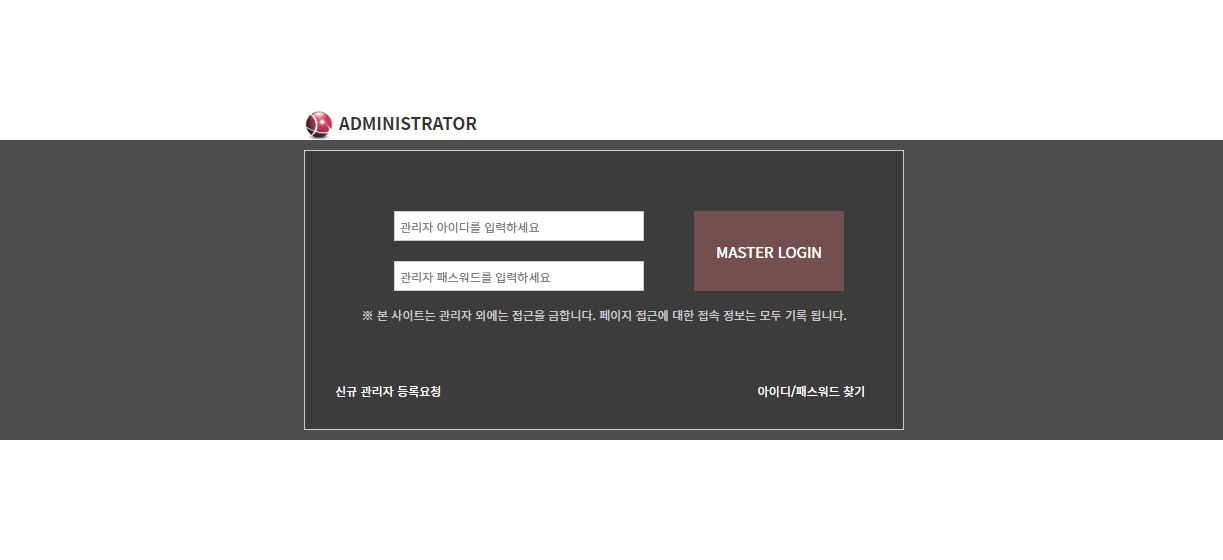 ADMINISTRATOR
관리자 아이디를 입력하세요
MASTER LOGIN
관리자 패스워드를 입력하세요
※ 본 사이트는 관리자 외에는 접근을 금합니다. 페이지 접근에 대한 접속 정보는 모두 기록 됩니다.
신규 관리자 등록요청
아이디/패스워드 찾기